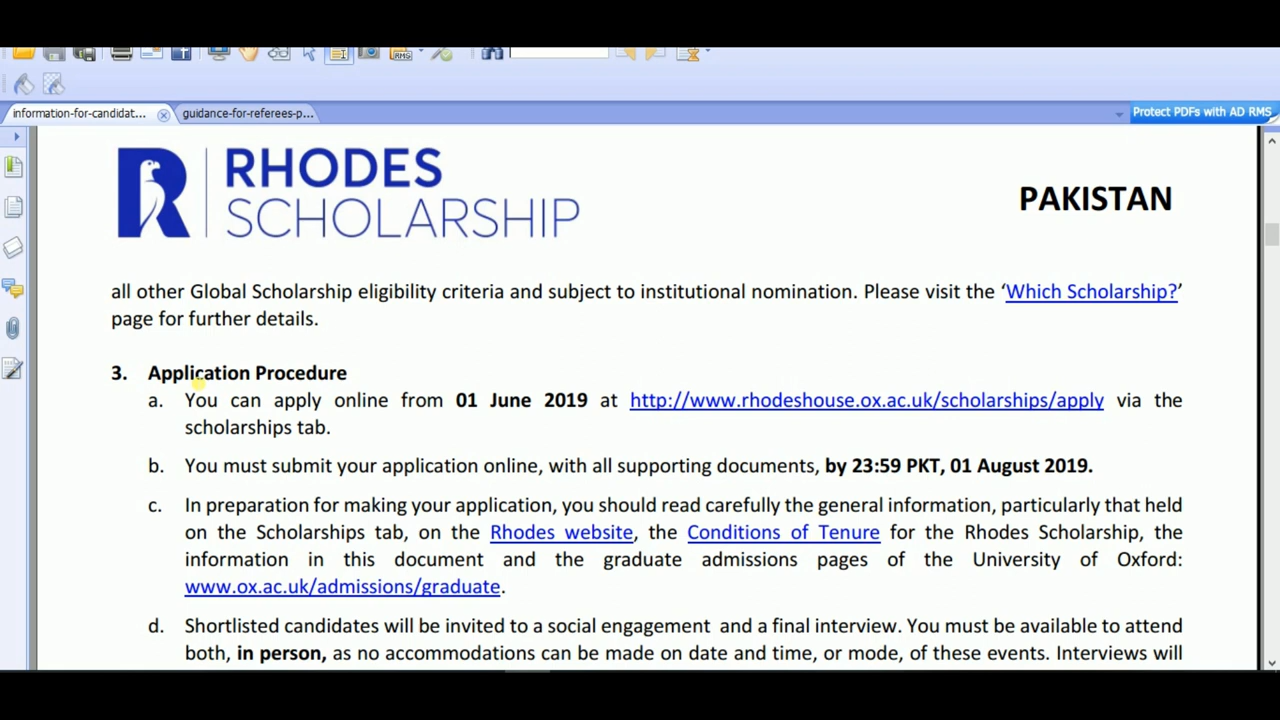 RMS
information-for-candidat...
guidance-for-referees-p...
Protect PDFs with AD RMS
RHODES
SCHOLARSHIP
PAKISTAN
all other Global Scholarship eligibility criteria and subject to institutional nomination. Please visit the ‘Which Scholarship?’
page for further details.
3. Application Procedure
a. You can apply online from 01 June 2019 at http://www.rhodeshouse.ox.ac.uk/scholarships/apply via the
scholarships tab.
b. You must submit your application online, with all supporting documents, by 23:59 PKT, 01 August 2019.
c. In preparation for making your application, you should read carefully the general information, particularly that held
on the Scholarships tab, on the Rhodes website, the Conditions of Tenure for the Rhodes Scholarship, the
information in this document and the graduate admissions pages of the University of Oxford:
www.ox.ac.uk/admissions/graduate.
d. Shortlisted candidates will be invited to a social engagement and a final interview. You must be available to attend
both, in person, as no accommodations can be made on date and time, or mode, of these events. Interviews will